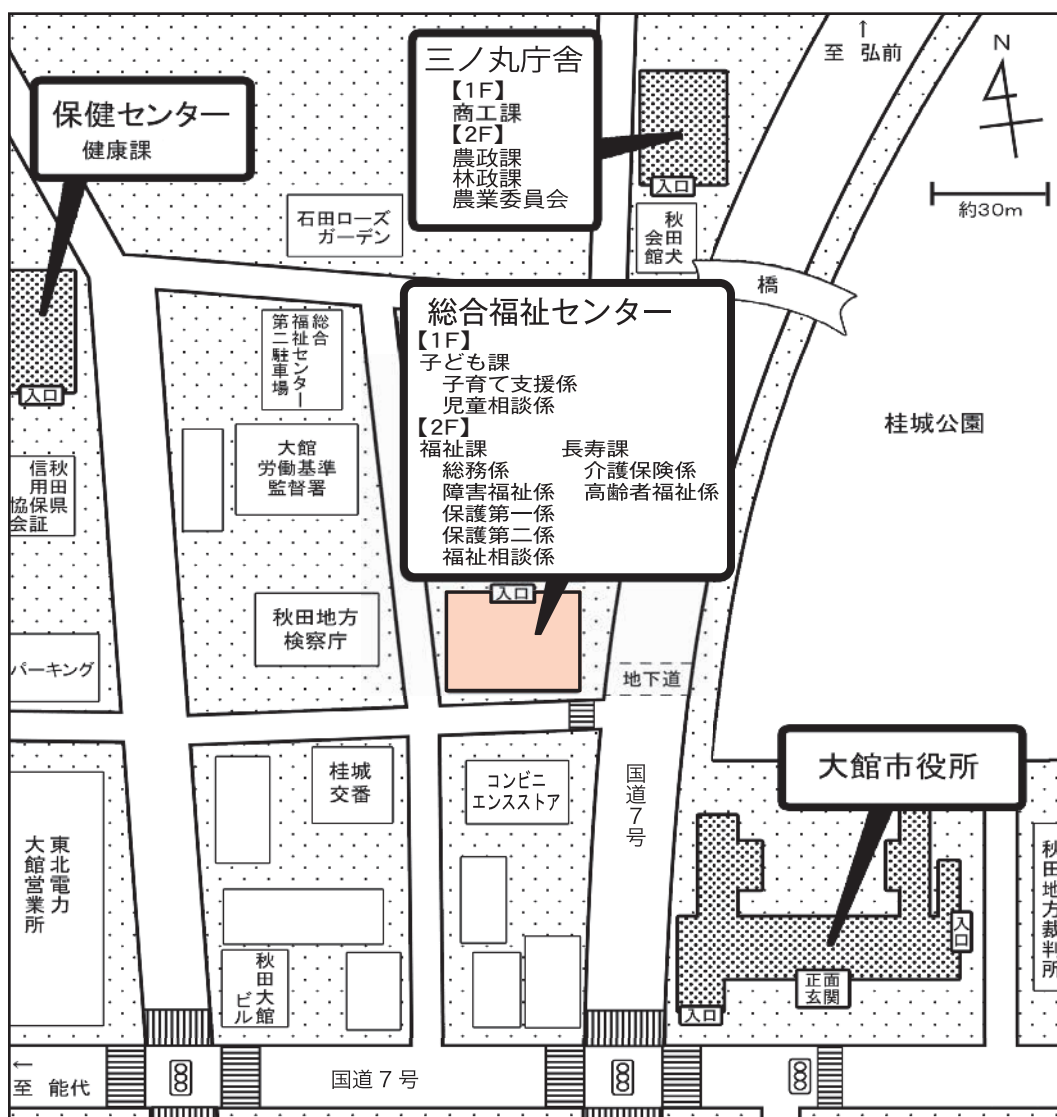 ↑
至 弘前
N
約30m
三ノ丸庁舎
【1F】
商工課
【2F】
農政課
林政課
農業委員会
入口
秋田犬
会館
保健センター
健康課
入口
石田ローズ
ガーデン
橋
桂城公園
総合福祉センター
【1F】
子ども課
子育て支援係
児童相談係
【2F】
福祉課
総務係
障害福祉係
保護第一係
保護第二係
福祉相談係
長寿課
介護保険係
高齢者福祉係
入口
総合
福祉センター
第二駐車場
大館
労働基準
監督署
秋田県
信用保証
協会
秋田地方
検察庁
パーキング
地下道
大館市役所
国道7号
桂城
交番
コンビニ
エンスストア
東北電力
大館営業所
秋田大館
ビル
入口
正面
玄関
入口
秋田地方裁判所
←
至 能代
国道7号